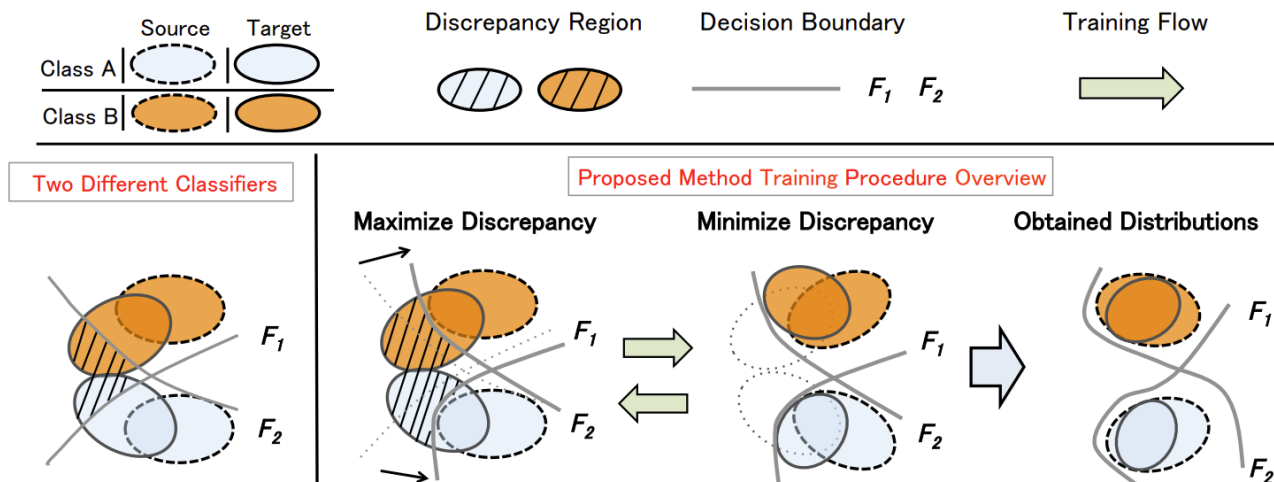 Source Target
Discrepancy Region
Decision Boundary
Training Flow
Class A
Class B
F1 F2
Two Different Classifiers
Proposed Method Training Procedure Overview
Maximize Discrepancy
Minimize Discrepancy
Obtained Distributions
F1
F2
F1
F2
F1
F2
F1
F2